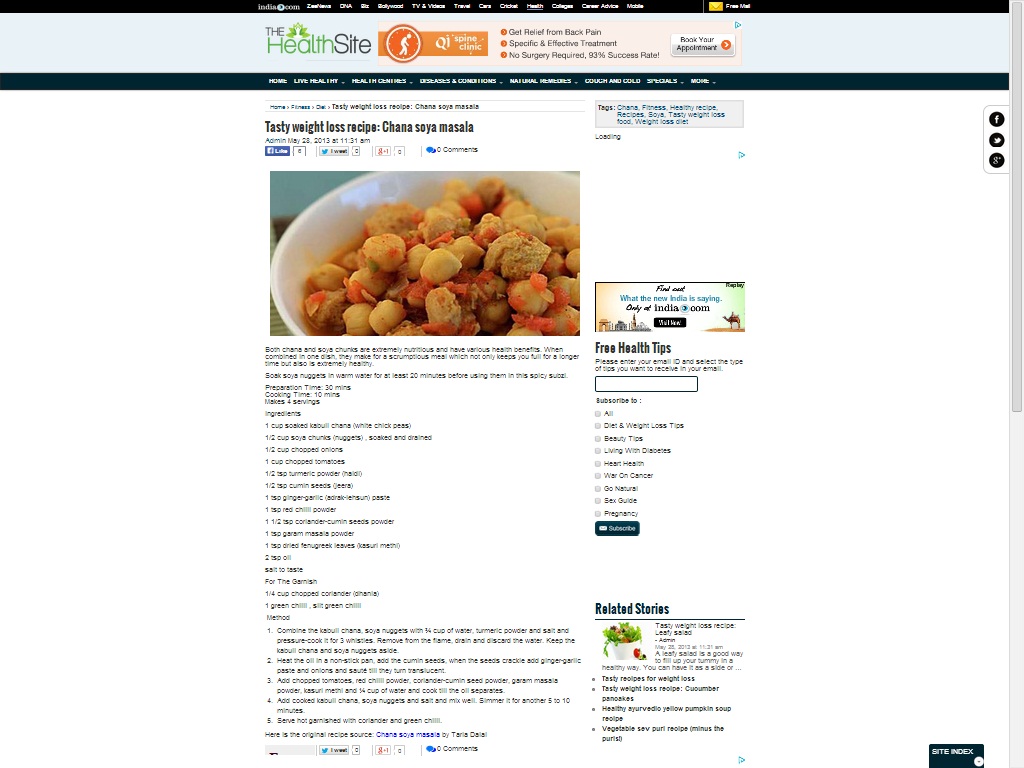 india.com ZeeNews DNA Biz Bollywood TV & Videos Travel Cars Cricket Health Colleges Career Advice Mobile Free Mail
THE
HealthSite
Qi spine clinic
Get Relief from Back Pain
Specific & Effective Treatment
No Surgery Required, 93% Success Rate!
Book Your
Appointment
HOME LIVE HEALTHY HEALTH CENTRES DISEASES & CONDITIONS NATURAL REMEDIES COUGH AND COLD SPECIALS MORE
Home › Fitness › Diet › Tasty weight loss recipe: Chana soya masala
Tasty weight loss recipe: Chana soya masala
Admin May 28, 2013 at 11:31 am
Like 6 Tweet 0 +1 0 0 Comments
Both chana and soya chunks are extremely nutritious and have various health benefits. When
combined in one dish, they make for a scrumptious meal which not only keeps you full for a longer
time but also is extremely healthy.
Soak soya nuggets in warm water for at least 20 minutes before using them in this spicy subzi.
Preparation Time: 30 mins
Cooking Time: 10 mins
Makes 4 servings
Ingredients
1 cup soaked kabuli chana (white chick peas)
1/2 cup soya chunks (nuggets) , soaked and drained
1/2 cup chopped onions
1 cup chopped tomatoes
1/2 tsp turmeric powder (haldi)
1/2 tsp cumin seeds (jeera)
1 tsp ginger-garlic (adrak-lehsun) paste
1 tsp red chilli powder
1 1/2 tsp coriander-cumin seeds powder
1 tsp garam masala powder
1 tsp dried fenugreek leaves (kasuri methi)
2 tsp oil
salt to taste
For The Garnish
1/4 cup chopped coriander (dhania)
1 green chilli , slit green chilli
Method
1. Combine the kabuli chana, soya nuggets with ¾ cup of water, turmeric powder and salt and
pressure-cook it for 3 whistles. Remove from the flame, drain and discard the water. Keep the
kabuli chana and soya nuggets aside.
2. Heat the oil in a non-stick pan, add the cumin seeds, when the seeds crackle add ginger-garlic
paste and onions and sauté till they turn translucent.
3. Add chopped tomatoes, red chilli powder, coriander-cumin seed powder, garam masala
powder, kasuri methi and ¼ cup of water and cook till the oil separates.
4. Add cooked kabuli chana, soya nuggets and salt and mix well. Simmer it for another 5 to 10
minutes.
5. Serve hot garnished with coriander and green chilli.
Here is the original recipe source: Chana soya masala by Tarla Dalal
Tweet 0 +1 0 0 Comments
Tags: Chana, Fitness, Healthy recipe,
Recipes, Soya, Tasty weight loss
food, Weight loss diet
Loading
Find out
Replay
What the new India is saying.
Only at india.com
Visit Now
Free Health Tips
Please enter your email ID and select the type
of tips you want to receive in your email.
Subscribe to :
All
Diet & Weight Loss Tips
Beauty Tips
Living With Diabetes
Heart Health
War On Cancer
Go Natural
Sex Guide
Pregnancy
Subscribe
Related Stories
Tasty weight loss recipe:
Leafy salad
- Admin
May 28, 2013 at 11:31 am
A leafy salad is a good way
to fill up your tummy in a
healthy way. You can have it as a side or ...
Tasty recipes for weight loss
Tasty weight loss recipe: Cucumber
pancakes
Healthy ayurvedic yellow pumpkin soup
recipe
Vegetable sev puri recipe (minus the
puris!)
SITE INDEX